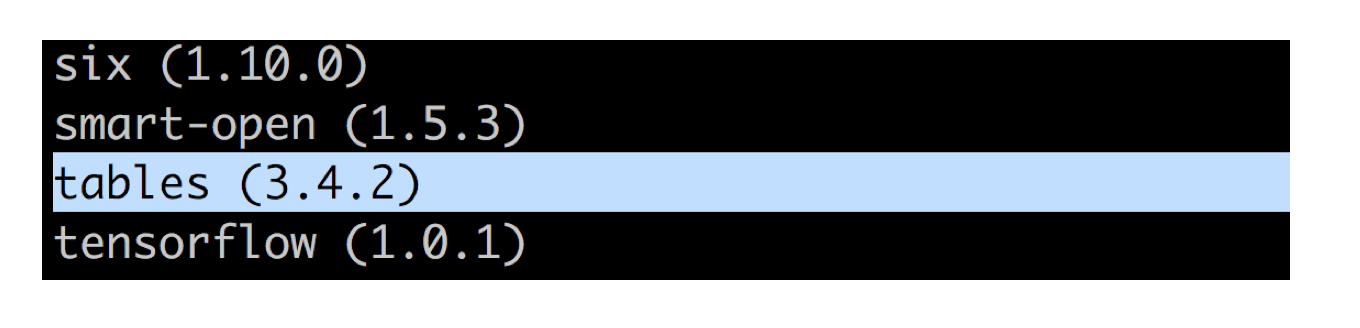 six (1.10.0)
smart-open (1.5.3)
tables (3.4.2)
tensorflow (1.0.1)